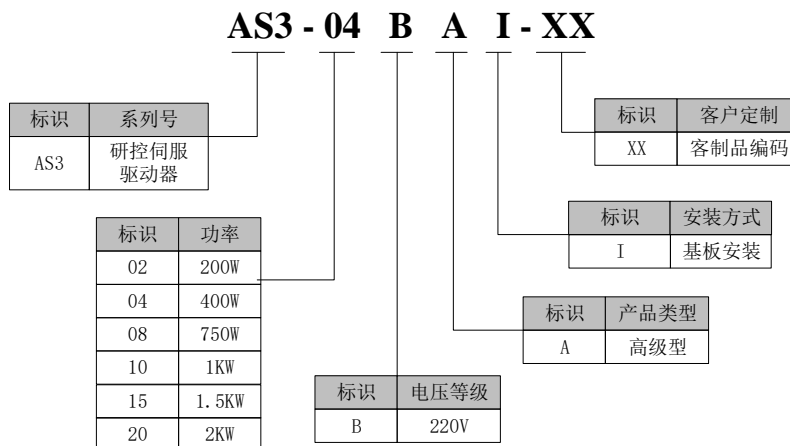 AS3 - 04 B A I - XX
标识 系列号
AS3 研控伺服
驱动器
标识 功率
02 200W
04 400W
08 750W
10 1KW
15 1.5KW
20 2KW
标识 电压等级
B 220V
标识 产品类型
A 高级型
标识 安装方式
I 基板安装
标识 客户定制
XX 客制品编码